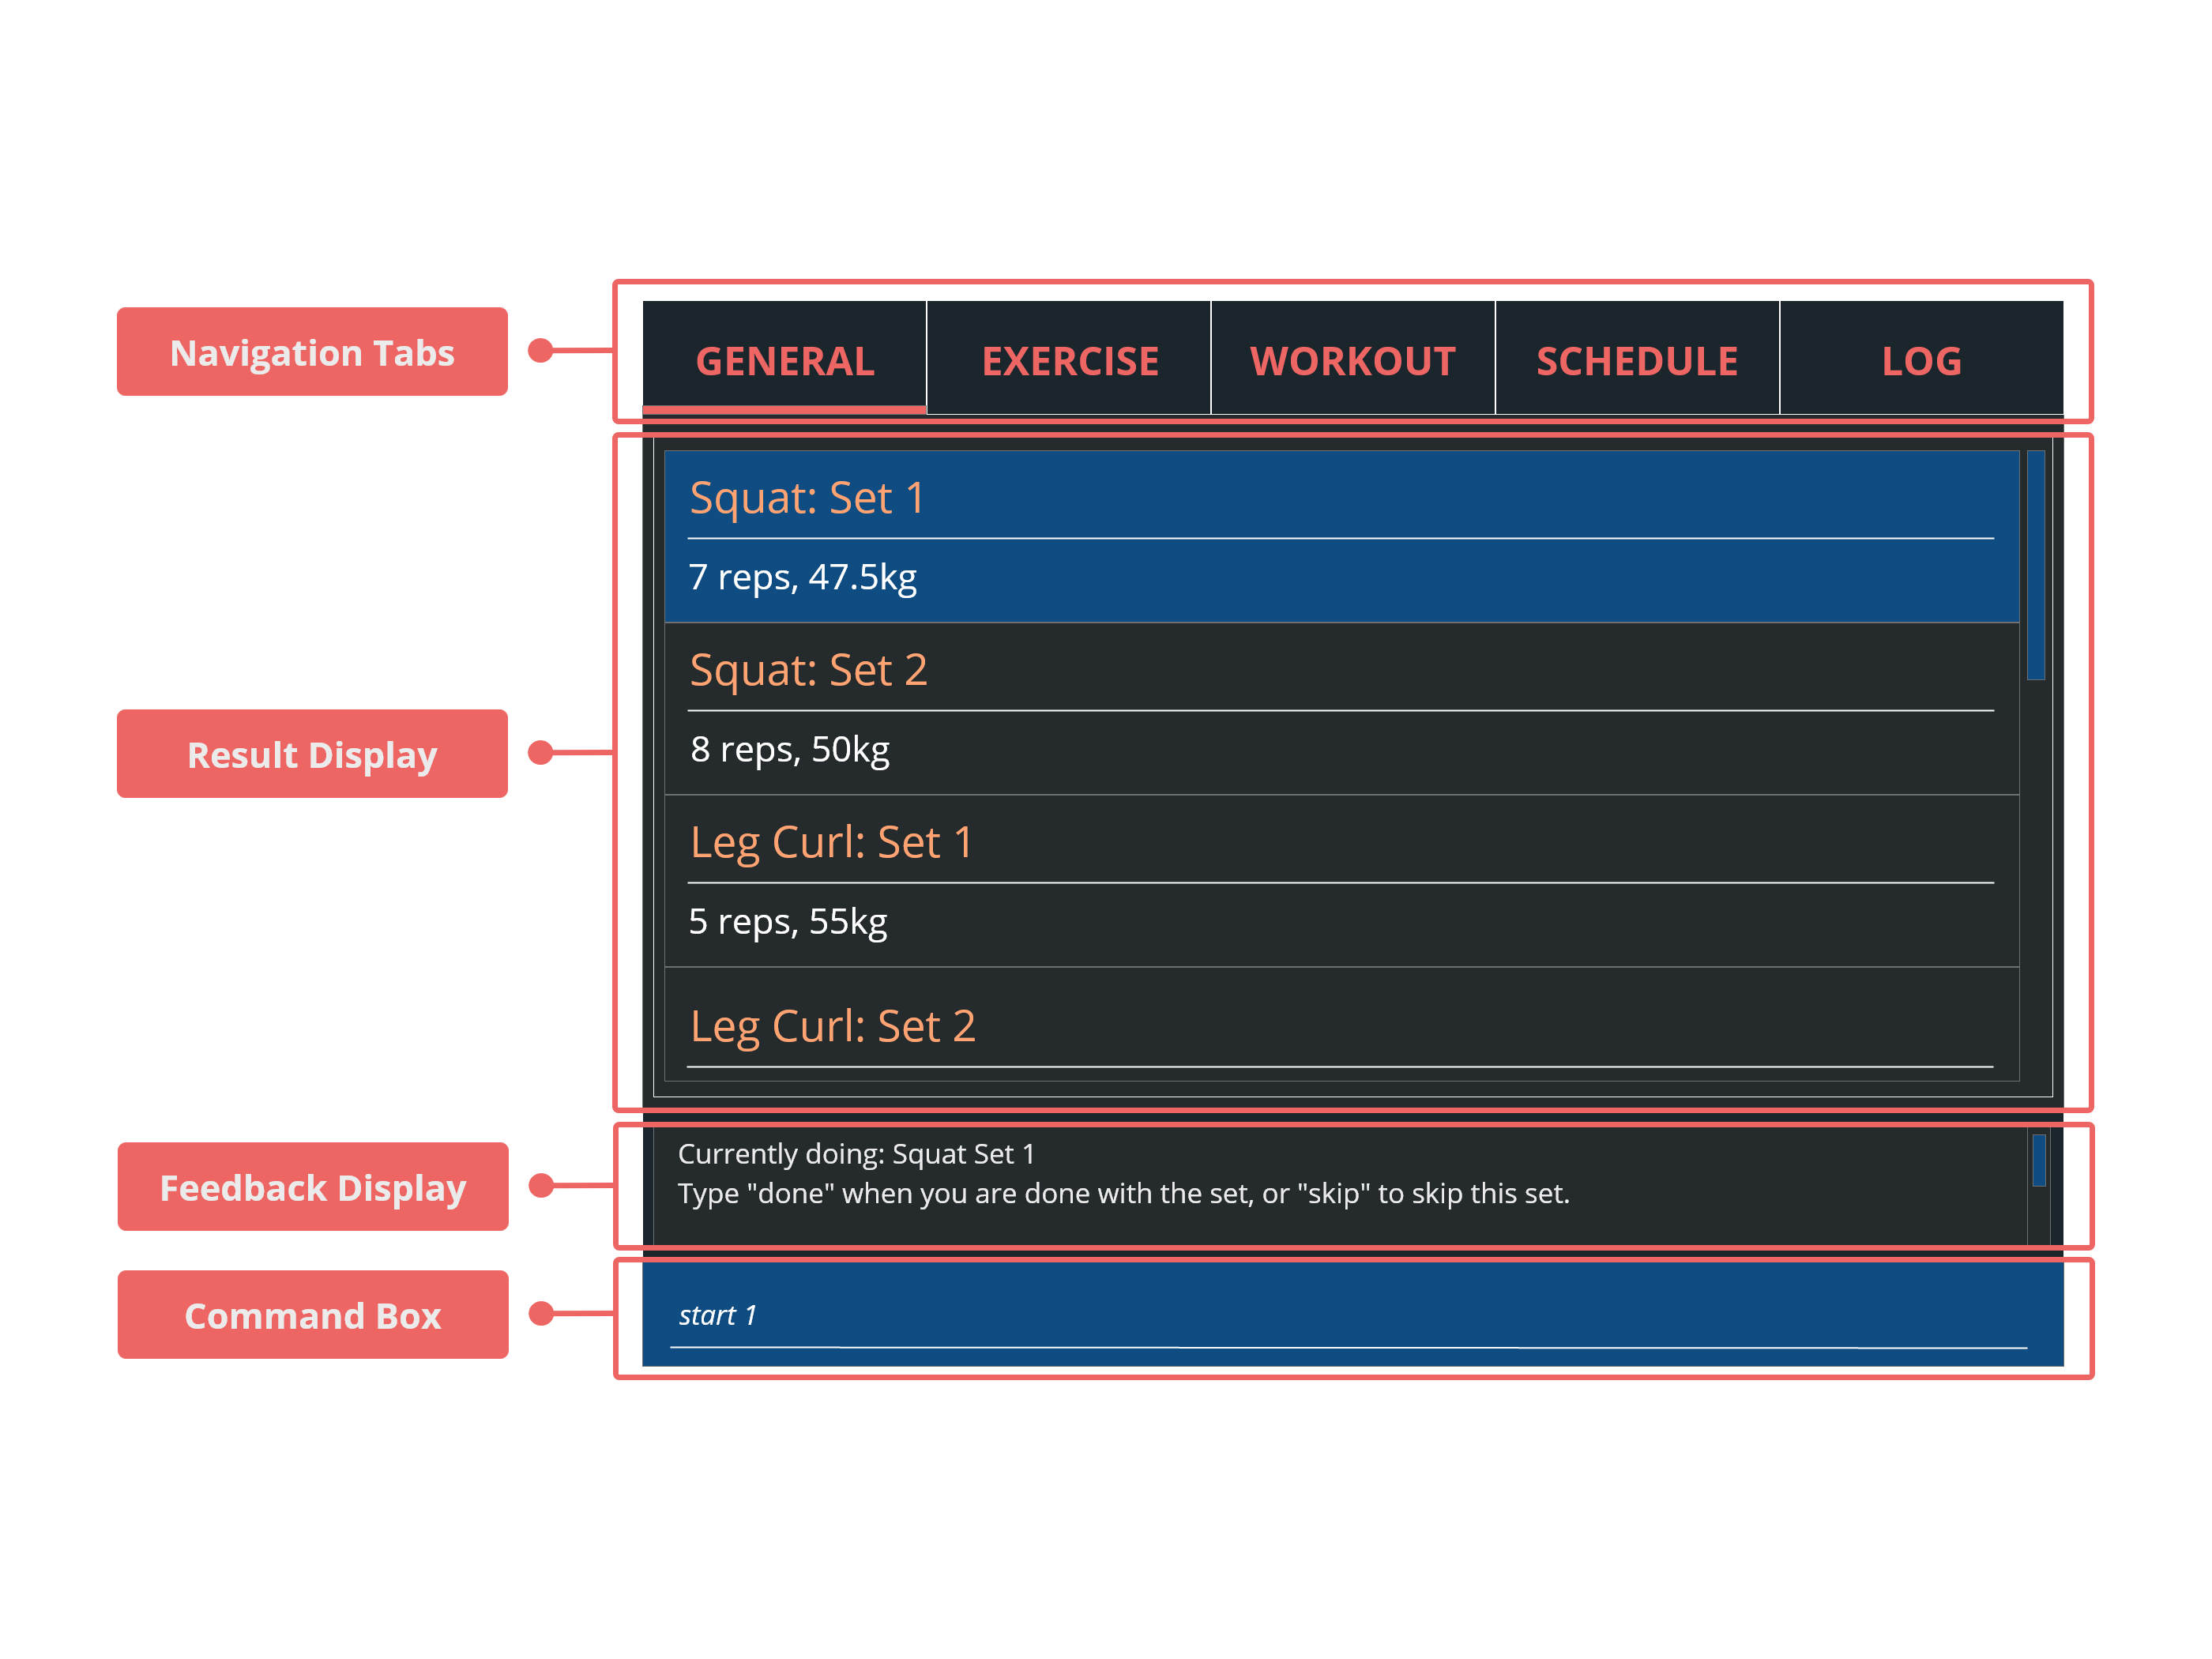 Navigation Tabs
GENERAL EXERCISE WORKOUT SCHEDULE LOG
Result Display
Squat: Set 1
7 reps, 47.5kg
Squat: Set 2
8 reps, 50kg
Leg Curl: Set 1
5 reps, 55kg
Leg Curl: Set 2
Feedback Display
Currently doing: Squat Set 1
Type "done" when you are done with the set, or "skip" to skip this set.
Command Box
start 1